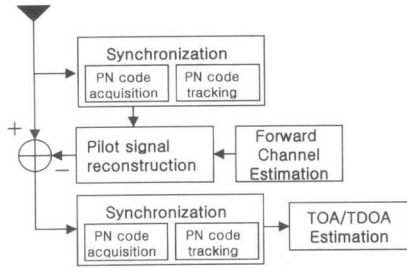 Synchronization
PN code acquisition
PN code tracking
+
−
Pilot signal reconstruction
Forward Channel Estimation
Synchronization
PN code acquisition
PN code tracking
TOA/TDOA Estimation